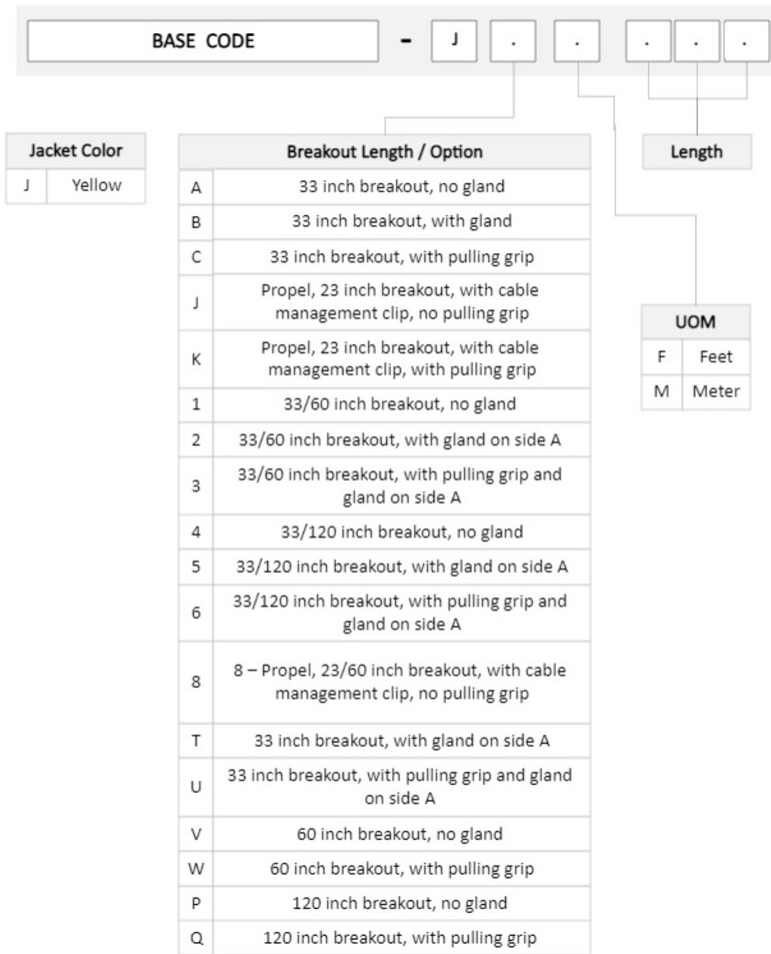 BASE CODE - J . . . . .
Jacket Color
J Yellow
Breakout Length / Option
A 33 inch breakout, no gland
B 33 inch breakout, with gland
C 33 inch breakout, with pulling grip
J Propel, 23 inch breakout, with cable
management clip, no pulling grip
K Propel, 23 inch breakout, with cable
management clip, with pulling grip
1 33/60 inch breakout, no gland
2 33/60 inch breakout, with gland on side A
3 33/60 inch breakout, with pulling grip and
gland on side A
4 33/120 inch breakout, no gland
5 33/120 inch breakout, with gland on side A
6 33/120 inch breakout, with pulling grip and
gland on side A
8 8 – Propel, 23/60 inch breakout, with cable
management clip, no pulling grip
T 33 inch breakout, with gland on side A
U 33 inch breakout, with pulling grip and gland
on side A
V 60 inch breakout, no gland
W 60 inch breakout, with pulling grip
P 120 inch breakout, no gland
Q 120 inch breakout, with pulling grip
Length
UOM
F Feet
M Meter